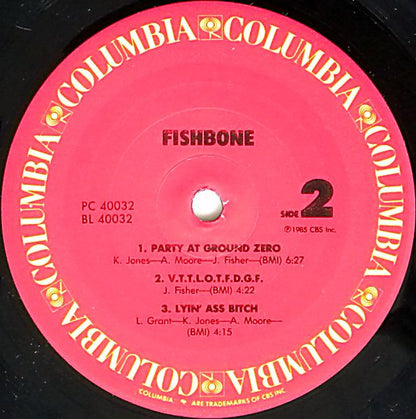 COLUMBIA COLUMBIA COLUMBIA COLUMBIA COLUMBIA COLUMBIA
FISHBONE
PC 40032
BL 40032
SIDE 2
℗1985 CBS Inc.
1. PARTY AT GROUND ZERO
K. Jones—A. Moore—J. Fisher—(BMI) 6:27
2. V.T.T.L.O.T.F.D.G.F.
J. Fisher—(BMI) 4:22
3. LYIN' ASS BITCH
L. Grant—K. Jones—A. Moore—
(BMI) 4:15
COLUMBIA, ARE TRADEMARKS OF CBS INC